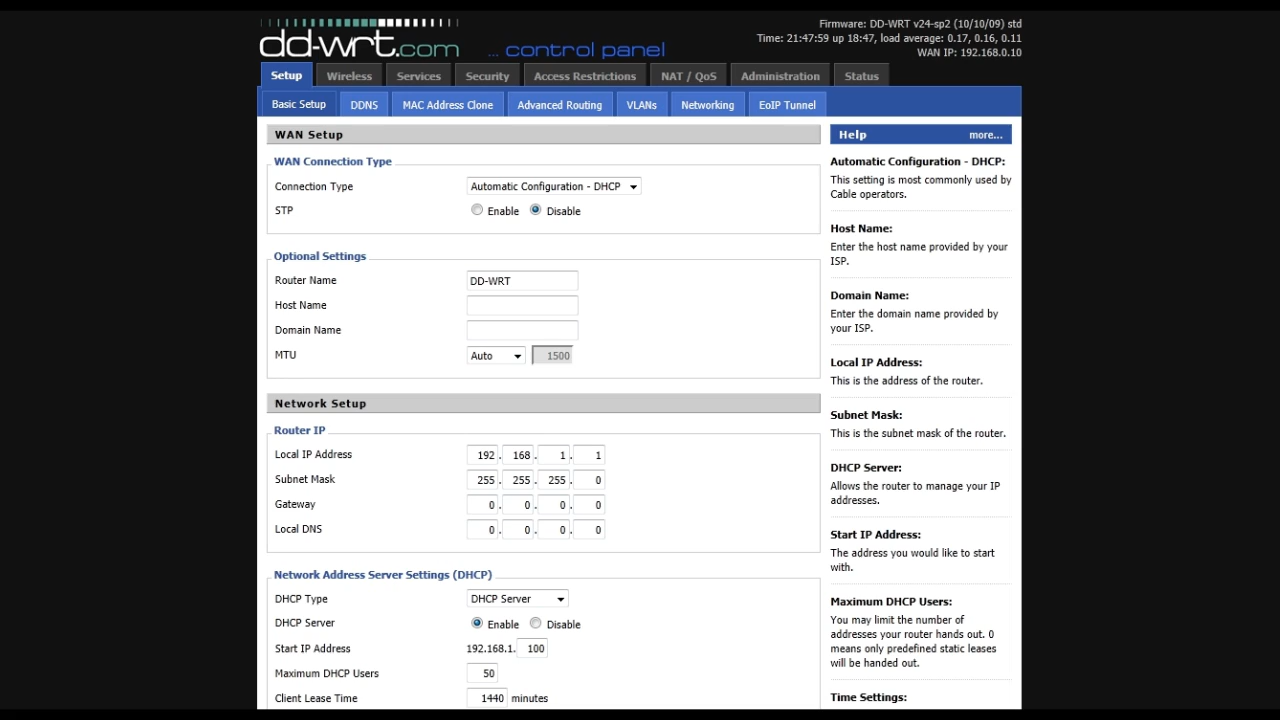 dd-wrt.com ... control panel
Firmware: DD-WRT v24-sp2 (10/10/09) std
Time: 21:47:59 up 18:47, load average: 0.17, 0.16, 0.11
WAN IP: 192.168.0.10
Setup Wireless Services Security Access Restrictions NAT / QoS Administration Status
Basic Setup DDNS MAC Address Clone Advanced Routing VLANs Networking EoIP Tunnel
WAN Setup
WAN Connection Type
Connection Type Automatic Configuration - DHCP
STP Enable Disable
Optional Settings
Router Name DD-WRT
Host Name
Domain Name
MTU Auto 1500
Network Setup
Router IP
Local IP Address 192. 168. 1. 1
Subnet Mask 255. 255. 255. 0
Gateway 0. 0. 0. 0
Local DNS 0. 0. 0. 0
Network Address Server Settings (DHCP)
DHCP Type DHCP Server
DHCP Server Enable Disable
Start IP Address 192.168.1. 100
Maximum DHCP Users 50
Client Lease Time 1440 minutes
Help more...
Automatic Configuration - DHCP:
This setting is most commonly used by
Cable operators.
Host Name:
Enter the host name provided by your
ISP.
Domain Name:
Enter the domain name provided by
your ISP.
Local IP Address:
This is the address of the router.
Subnet Mask:
This is the subnet mask of the router.
DHCP Server:
Allows the router to manage your IP
addresses.
Start IP Address:
The address you would like to start
with.
Maximum DHCP Users:
You may limit the number of
addresses your router hands out. 0
means only predefined static leases
will be handed out.
Time Settings: